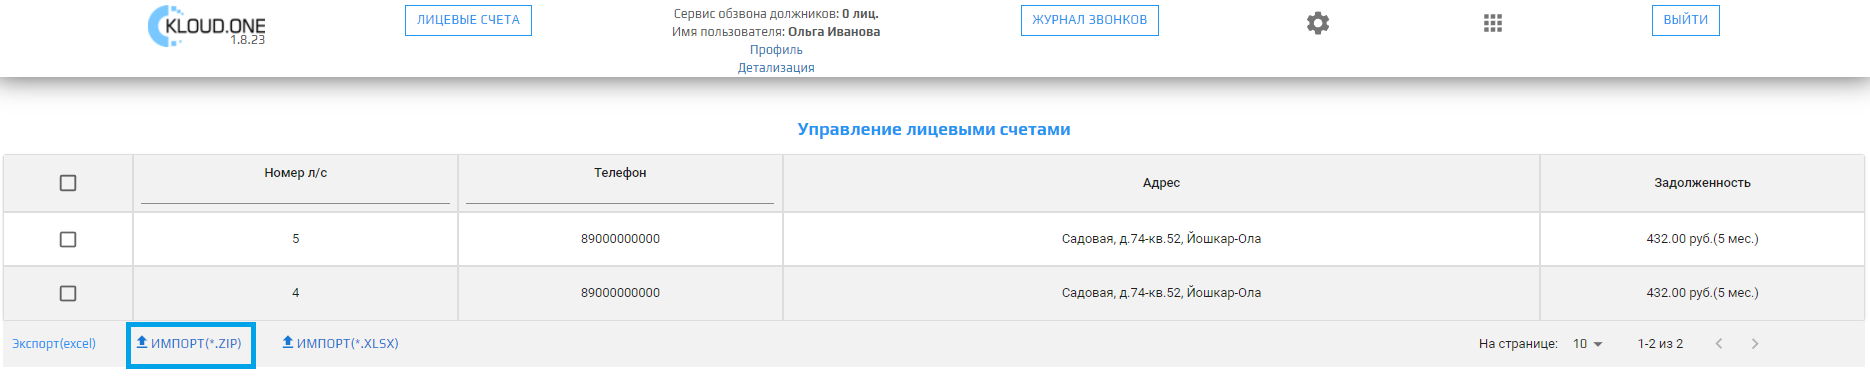 KLOUD.ONE
1.8.23
ЛИЦЕВЫЕ СЧЕТА
Сервис обзвона должников: 0 лиц.
Имя пользователя: Ольга Иванова
Профиль
Детализация
ЖУРНАЛ ЗВОНКОВ
ВЫЙТИ
Управление лицевыми счетами
Номер л/с Телефон Адрес Задолженность
5 89000000000 Садовая, д.74-кв.52, Йошкар-Ола 432.00 руб.(5 мес.)
4 89000000000 Садовая, д.74-кв.52, Йошкар-Ола 432.00 руб.(5 мес.)
Экспорт(excel) ИМПОРТ(*.ZIP) ИМПОРТ(*.XLSX) На странице: 10 1-2 из 2